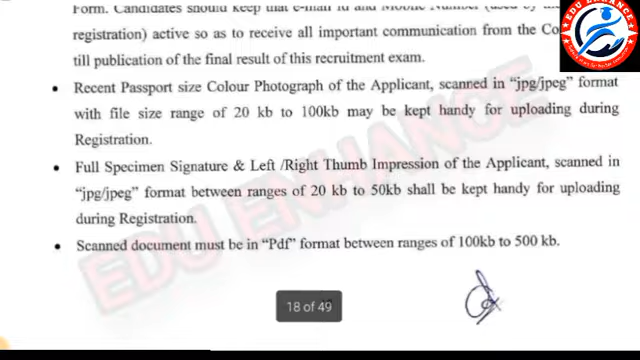 Form. Candidates should keep that e-mail Id and Mobile Number (used by
registration) active so as to receive all important communication from the Co
till publication of the final result of this recruitment exam.
• Recent Passport size Colour Photograph of the Applicant, scanned in “jpg/jpeg” format
with file size range of 20 kb to 100kb may be kept handy for uploading during
Registration.
• Full Specimen Signature & Left /Right Thumb Impression of the Applicant, scanned in
“jpg/jpeg” format between ranges of 20 kb to 50kb shall be kept handy for uploading
during Registration.
• Scanned document must be in “Pdf” format between ranges of 100kb to 500 kb.
18 of 49
EDU ENHANCE
EDU ENHANCE